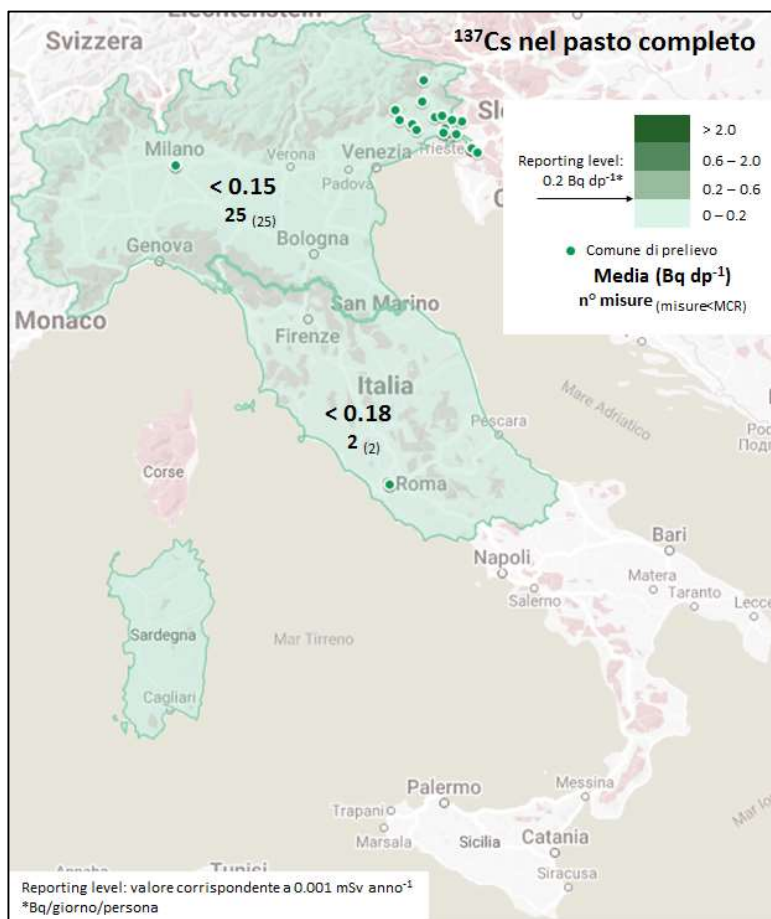 Liechtenstein
Svizzera
¹³⁷Cs nel pasto completo
> 2.0
0.6 – 2.0
0.2 – 0.6
0 – 0.2
Reporting level:
0.2 Bq dp⁻¹*
Comune di prelievo
Media (Bq dp⁻¹)
n° misure (misure<MCR)
Milano
Verona
Venezia
Trieste
Padova
< 0.15
25 (25)
Genova
Bologna
San Marino
Monaco
Firenze
Italia
Mare Adriatico
< 0.18
2 (2)
Pescara
Corse
Roma
Bari
Napoli
Matera
Salerno
Taranto
Lecce
Sardegna
Mar Tirreno
Cagliari
Palermo
Messina
Trapani
Marsala
Sicilia
Catania
Siracusa
Annaba
Tunisi
Reporting level: valore corrispondente a 0.001 mSv anno⁻¹
*Bq/giorno/persona